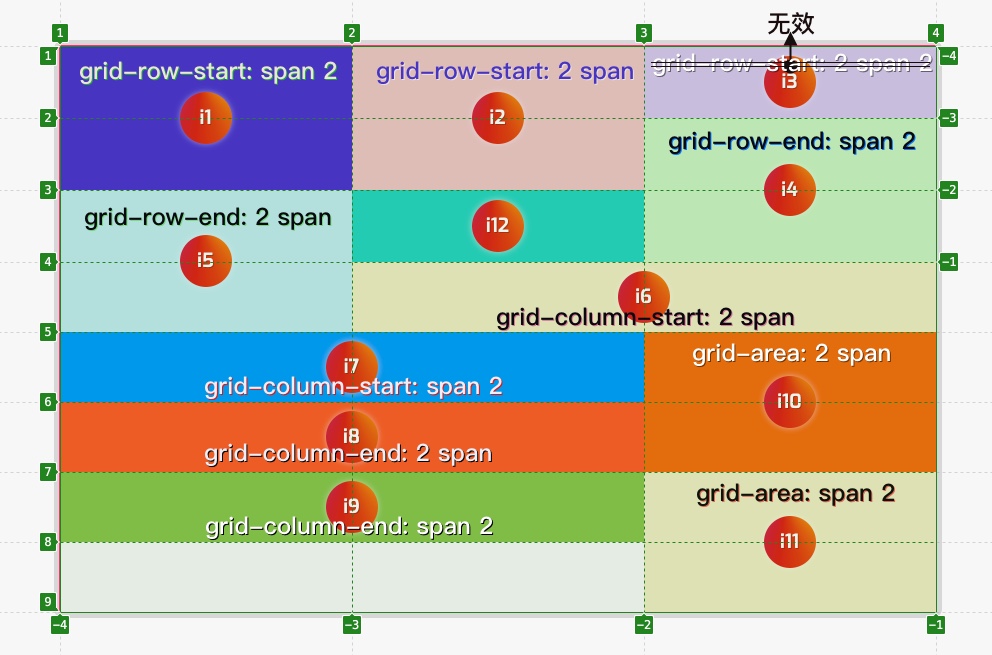 无效
1 2 3 4
1 -4
grid-row-start: span 2 grid-row-start: 2 span grid-row-start: 2 span 2
i1 i2 i3
2 -3
grid-row-end: span 2
i4
3 -2
grid-row-end: 2 span
i12
i5
4 -1
i6
grid-column-start: 2 span
5
i7
grid-column-start: span 2
grid-area: 2 span
i10
6
i8
grid-column-end: 2 span
7
i9
grid-column-end: span 2
grid-area: span 2
i11
8
9
-4 -3 -2 -1